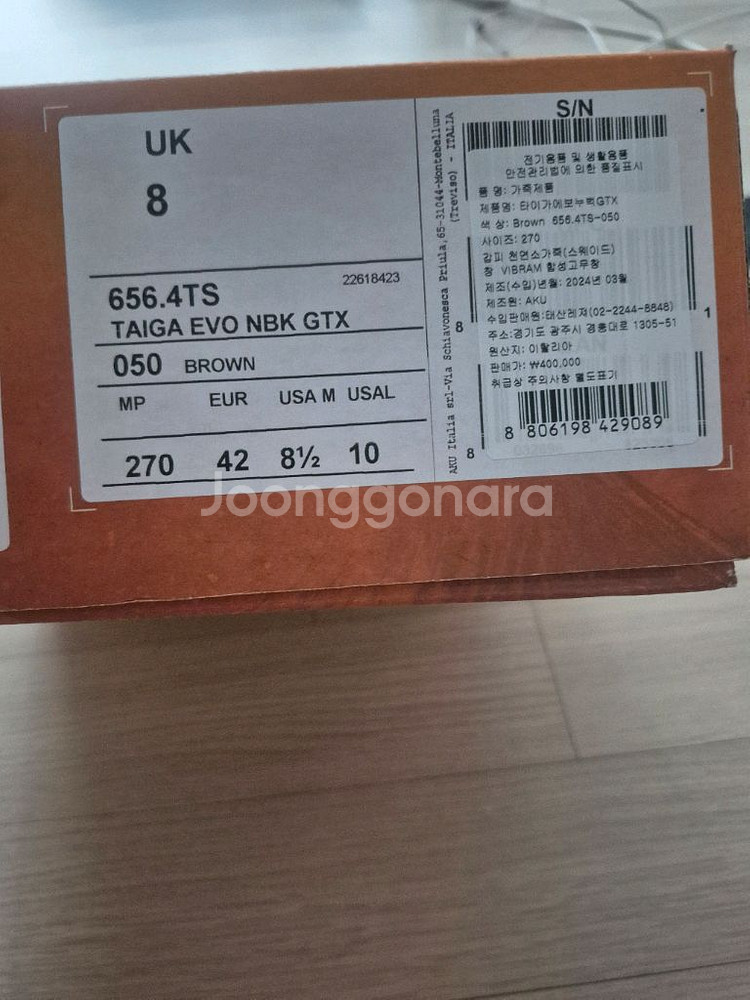 UK
8
656.4TS
22618423
TAIGA EVO NBK GTX
050 BROWN
MP EUR USA M USAL
270 42 8½ 10
AKU Italia srl-Via Schiavonesca Priula,65-31044-Montebelluna
(Treviso) - ITALIA
S/N
전기용품 및 생활용품
안전관리법에 의한 품질표시
품 명: 가죽제품
제품명: 타이가에보누벅GTX
색 상: Brown 656.4TS-050
사이즈: 270
갑피 천연소가죽(스웨이드)
창 VIBRAM 합성고무창
제조(수입)년월: 2024년 03월
제조원: AKU
수입판매원:태산레져(02-2244-8848)
주소:경기도 광주시 경충대로 1305-51
원산지: 이탈리아
판매가: ₩400,000
취급상 주의사항 별도표기
8 806198 429089
8
8
1
Joonggonara